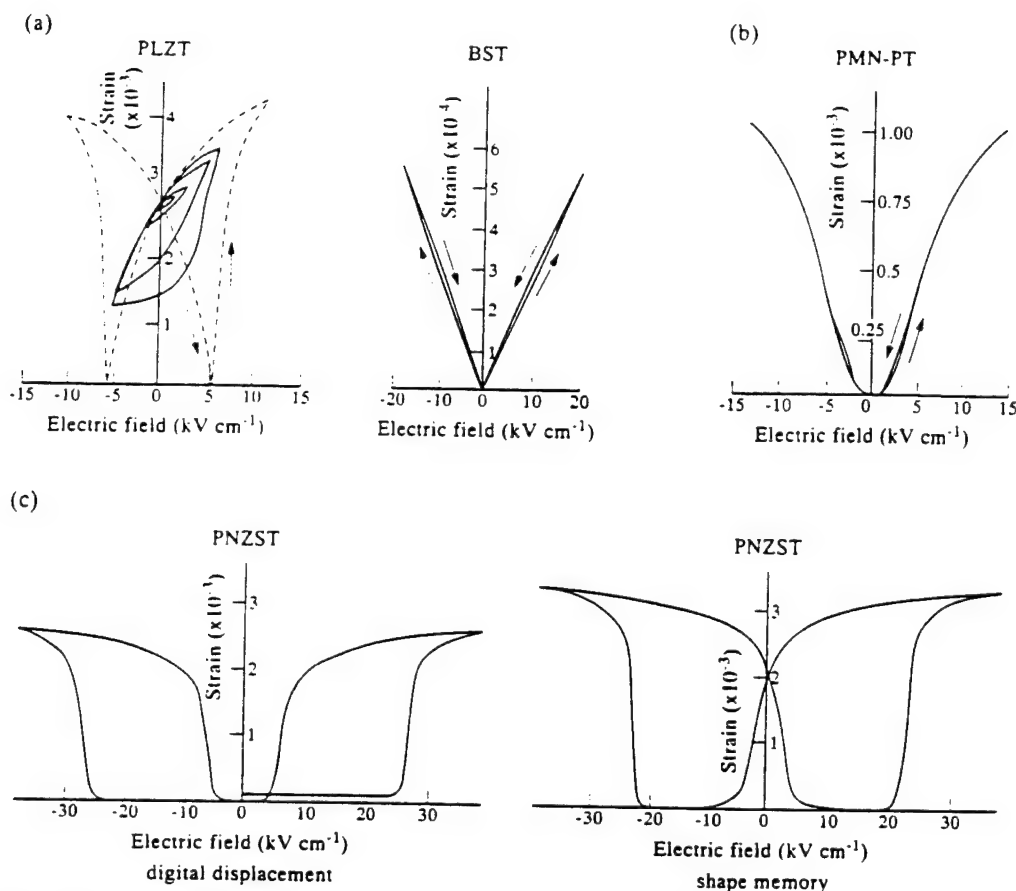 (a)
PLZT
Strain
(x10⁻³)
4
3
2
1
-15 -10 -5 0 5 10 15
Electric field (kV cm⁻¹)
BST
Strain (x10⁻⁴)
6
5
4
3
2
1
-20 -10 0 10 20
Electric field (kV cm⁻¹)
(b)
PMN-PT
Strain (x10⁻³)
1.00
0.75
0.5
0.25
-15 -10 -5 0 5 10 15
Electric field (kV cm⁻¹)
(c)
PNZST
Strain (x10⁻³)
3
2
1
-30 -20 -10 0 10 20 30
Electric field (kV cm⁻¹)
digital displacement
PNZST
Strain (x10⁻³)
3
2
1
-30 -20 -10 0 10 20 30
Electric field (kV cm⁻¹)
shape memory